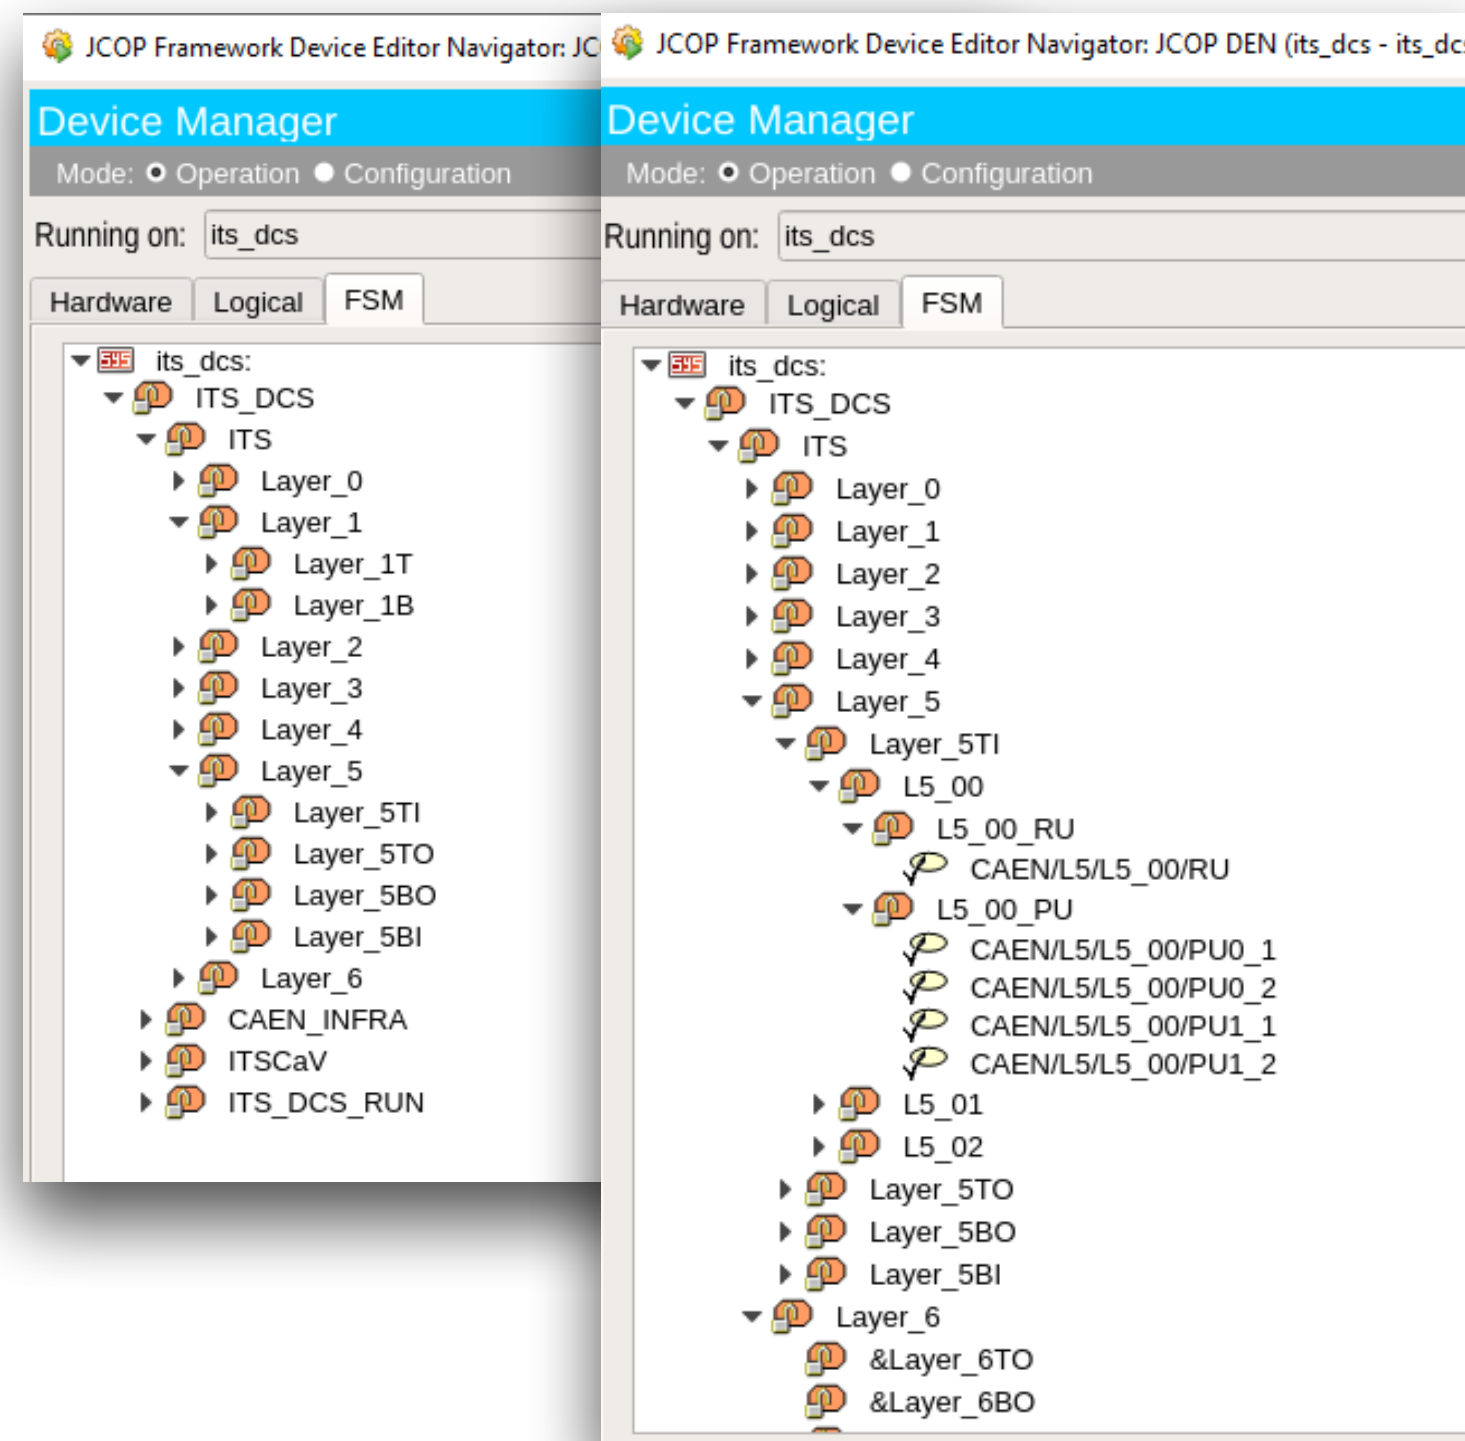 JCOP Framework Device Editor Navigator: JC
Device Manager
Mode: Operation Configuration
Running on: its_dcs
Hardware Logical FSM
SYS its_dcs:
ITS_DCS
ITS
Layer_0
Layer_1
Layer_1T
Layer_1B
Layer_2
Layer_3
Layer_4
Layer_5
Layer_5TI
Layer_5TO
Layer_5BO
Layer_5BI
Layer_6
CAEN_INFRA
ITSCaV
ITS_DCS_RUN
JCOP Framework Device Editor Navigator: JCOP DEN (its_dcs - its_dcs
Device Manager
Mode: Operation Configuration
Running on: its_dcs
Hardware Logical FSM
SYS its_dcs:
ITS_DCS
ITS
Layer_0
Layer_1
Layer_2
Layer_3
Layer_4
Layer_5
Layer_5TI
L5_00
L5_00_RU
CAEN/L5/L5_00/RU
L5_00_PU
CAEN/L5/L5_00/PU0_1
CAEN/L5/L5_00/PU0_2
CAEN/L5/L5_00/PU1_1
CAEN/L5/L5_00/PU1_2
L5_01
L5_02
Layer_5TO
Layer_5BO
Layer_5BI
Layer_6
&Layer_6TO
&Layer_6BO